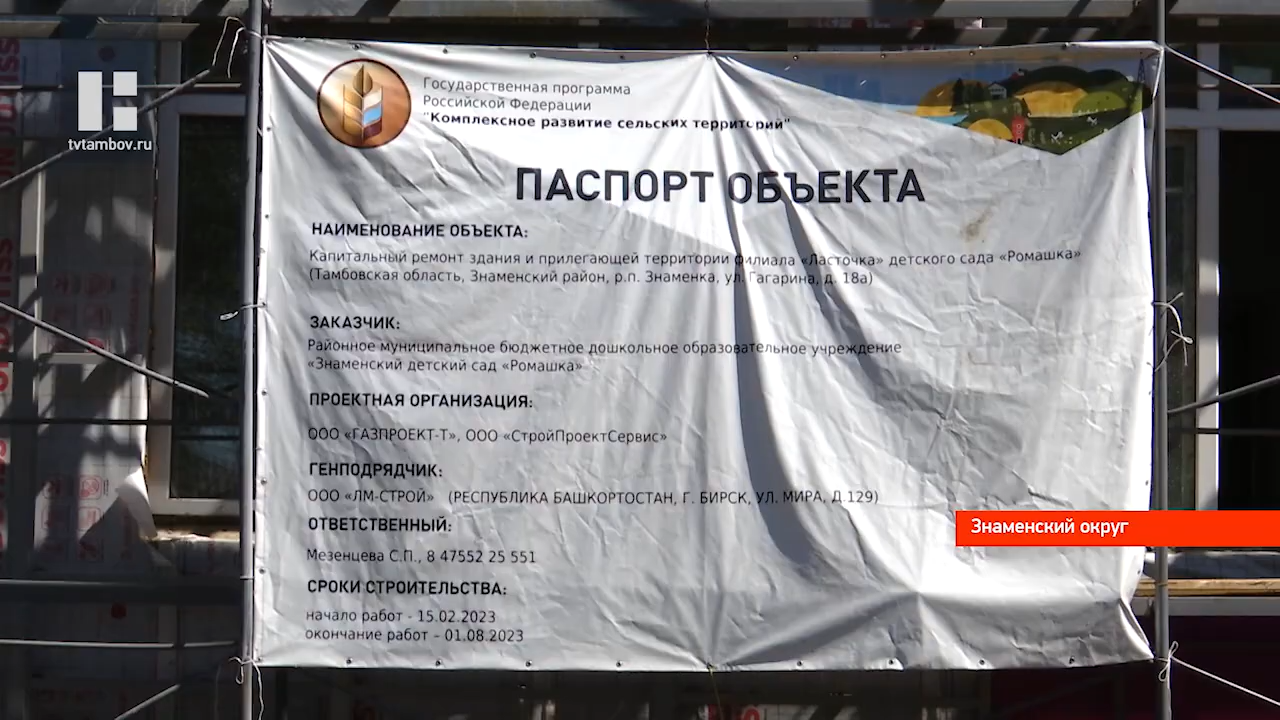 tvtambov.ru
Государственная программа
Российской Федерации
"Комплексное развитие сельских территорий"
ПАСПОРТ ОБЪЕКТА
НАИМЕНОВАНИЕ ОБЪЕКТА:
Капитальный ремонт здания и прилегающей территории филиала «Ласточка» детского сада «Ромашка»
(Тамбовская область, Знаменский район, р.п. Знаменка, ул. Гагарина, д. 18а)
ЗАКАЗЧИК:
Районное муниципальное бюджетное дошкольное образовательное учреждение
«Знаменский детский сад «Ромашка»
ПРОЕКТНАЯ ОРГАНИЗАЦИЯ:
ООО «ГАЗПРОЕКТ-Т», ООО «СтройПроектСервис»
ГЕНПОДРЯДЧИК:
ООО «ЛМ-СТРОЙ» (РЕСПУБЛИКА БАШКОРТОСТАН, Г. БИРСК, УЛ. МИРА, Д.129)
ОТВЕТСТВЕННЫЙ:
Мезенцева С.П., 8 47552 25 551
СРОКИ СТРОИТЕЛЬСТВА:
начало работ - 15.02.2023
окончание работ – 01.08.2023
Знаменский округ